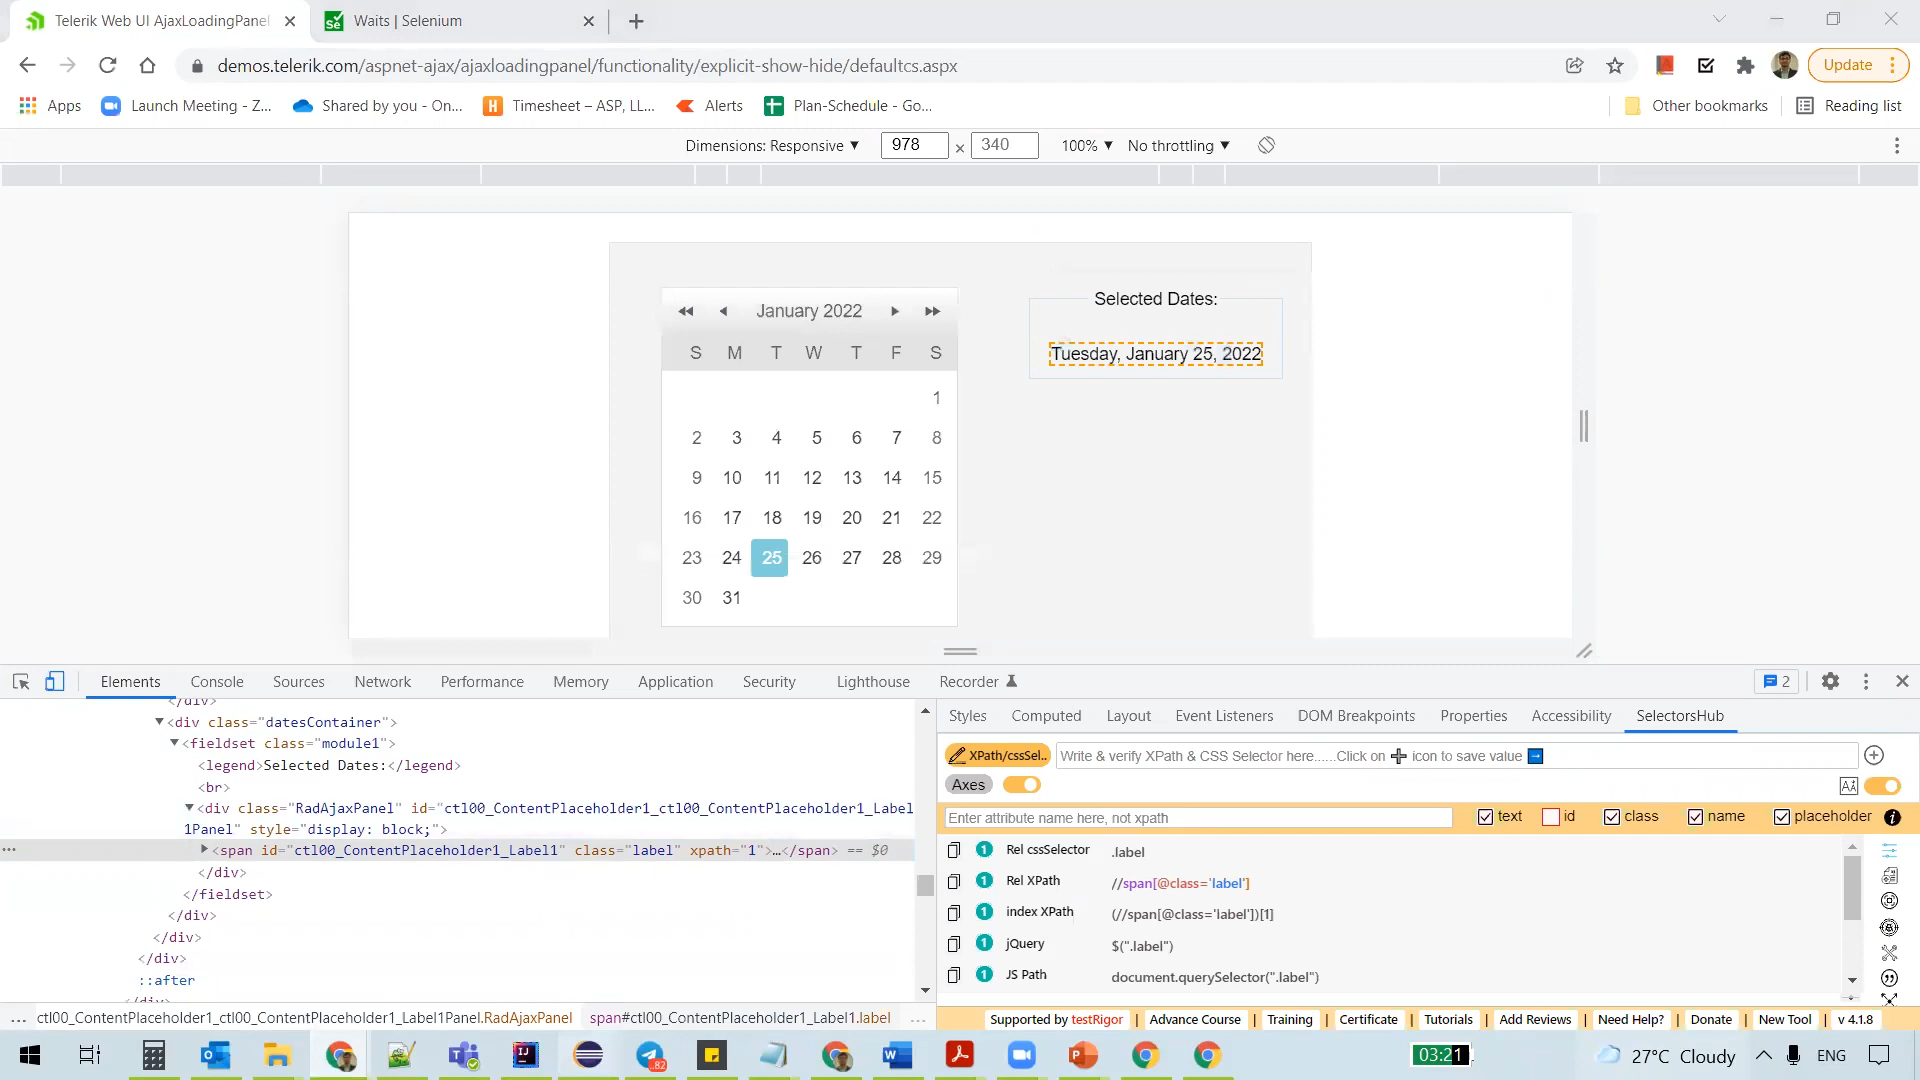 Telerik Web UI AjaxLoadingPanel
Waits | Selenium
demos.telerik.com/aspnet-ajax/ajaxloadingpanel/functionality/explicit-show-hide/defaultcs.aspx
Update
Apps
Launch Meeting - Z...
Shared by you - On...
Timesheet – ASP, LL...
Alerts
Plan-Schedule - Go...
Other bookmarks
Reading list
Dimensions: Responsive ▼
978
×
340
100% ▼
No throttling ▼
January 2022
S M T W T F S
1
2 3 4 5 6 7 8
9 10 11 12 13 14 15
16 17 18 19 20 21 22
23 24 25 26 27 28 29
30 31
Selected Dates:
Tuesday, January 25, 2022
Elements Console Sources Network Performance Memory Application Security Lighthouse Recorder
2
</div>
<div class="datesContainer">
<fieldset class="module1">
<legend>Selected Dates:</legend>
<br>
<div class="RadAjaxPanel" id="ctl00_ContentPlaceholder1_ctl00_ContentPlaceholder1_Label
1Panel" style="display: block;">
... <span id="ctl00_ContentPlaceholder1_Label1" class="label" xpath="1">…</span> == $0
</div>
</fieldset>
</div>
</div>
</div>
::after
</div>
... ctl00_ContentPlaceholder1_ctl00_ContentPlaceholder1_Label1Panel.RadAjaxPanel span#ctl00_ContentPlaceholder1_Label1.label ...
Styles Computed Layout Event Listeners DOM Breakpoints Properties Accessibility SelectorsHub
XPath/cssSel..
Write & verify XPath & CSS Selector here......Click on ➕ icon to save value
Axes
Enter attribute name here, not xpath
text id class name placeholder
1 Rel cssSelector .label
1 Rel XPath //span[@class='label']
1 index XPath (//span[@class='label'])[1]
1 jQuery $(".label")
1 JS Path document.querySelector(".label")
Supported by testRigor | Advance Course | Training | Certificate | Tutorials | Add Reviews | Need Help? | Donate | New Tool | v 4.1.8
82
03:21
27°C Cloudy
ENG